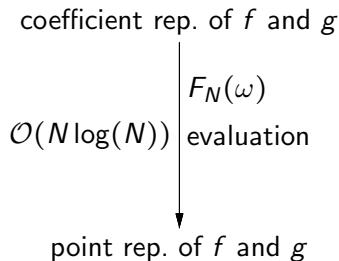 coefficient rep. of f and g
F_N(ω)
O(N log(N)) evaluation
point rep. of f and g